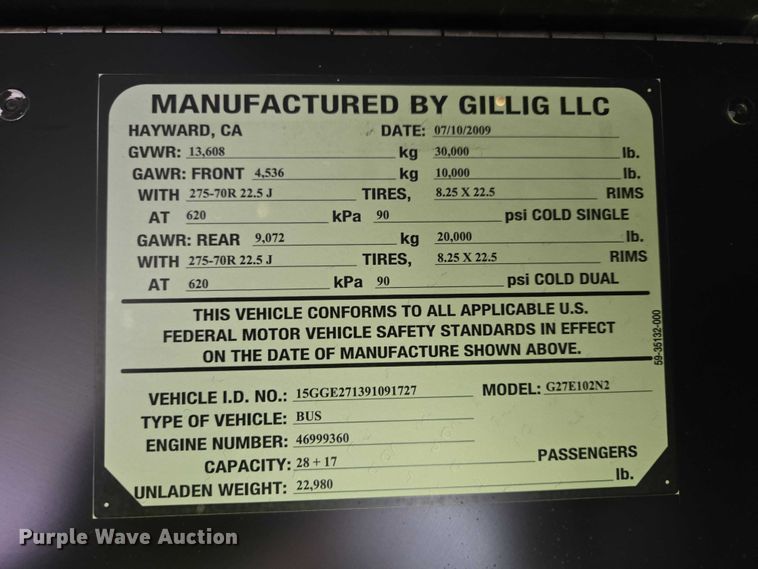 MANUFACTURED BY GILLIG LLC
HAYWARD, CA DATE: 07/10/2009
GVWR: 13,608 kg 30,000 lb.
GAWR: FRONT 4,536 kg 10,000 lb.
WITH 275-70R 22.5 J TIRES, 8.25 X 22.5 RIMS
AT 620 kPa 90 psi COLD SINGLE
GAWR: REAR 9,072 kg 20,000 lb.
WITH 275-70R 22.5 J TIRES, 8.25 X 22.5 RIMS
AT 620 kPa 90 psi COLD DUAL
THIS VEHICLE CONFORMS TO ALL APPLICABLE U.S.
FEDERAL MOTOR VEHICLE SAFETY STANDARDS IN EFFECT
ON THE DATE OF MANUFACTURE SHOWN ABOVE.
59-35132-000
VEHICLE I.D. NO.: 15GGE271391091727 MODEL: G27E102N2
TYPE OF VEHICLE: BUS
ENGINE NUMBER: 46999360
CAPACITY: 28 + 17 PASSENGERS
UNLADEN WEIGHT: 22,980 lb.
Purple Wave Auction